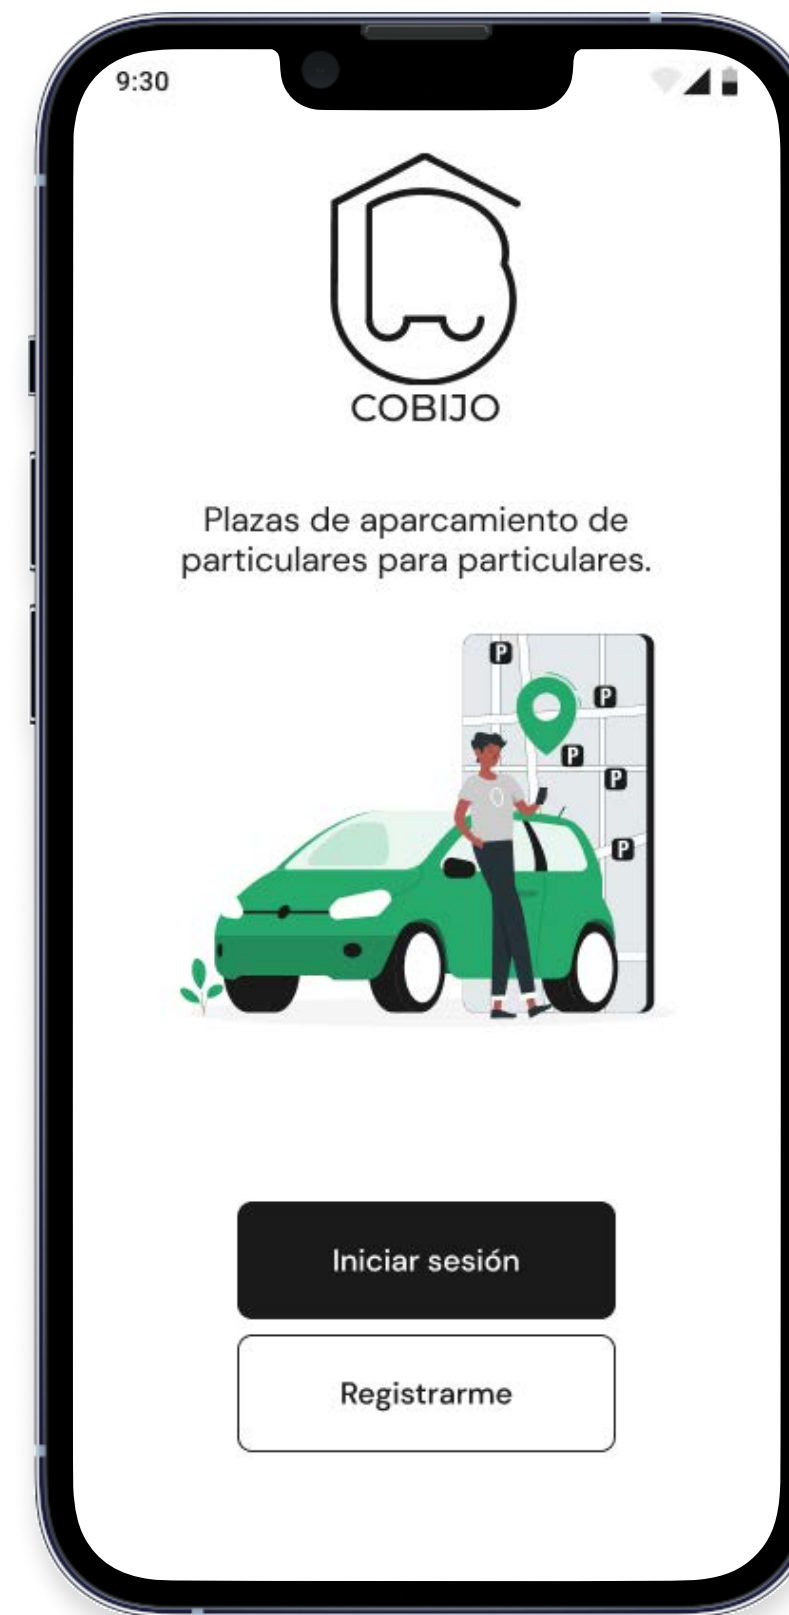 9:30
COBIJO
Plazas de aparcamiento de
particulares para particulares.
P
P
P
P
P
Iniciar sesión
Registrarme